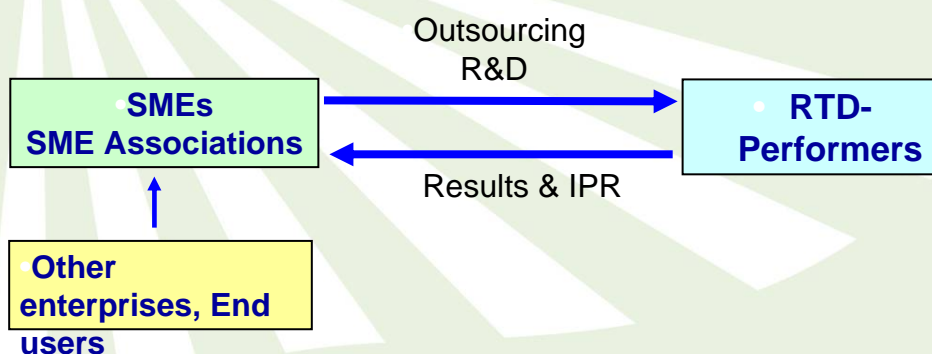 Outsourcing
R&D
•SMEs
SME Associations
• RTD-
Performers
Results & IPR
•Other
enterprises, End
users